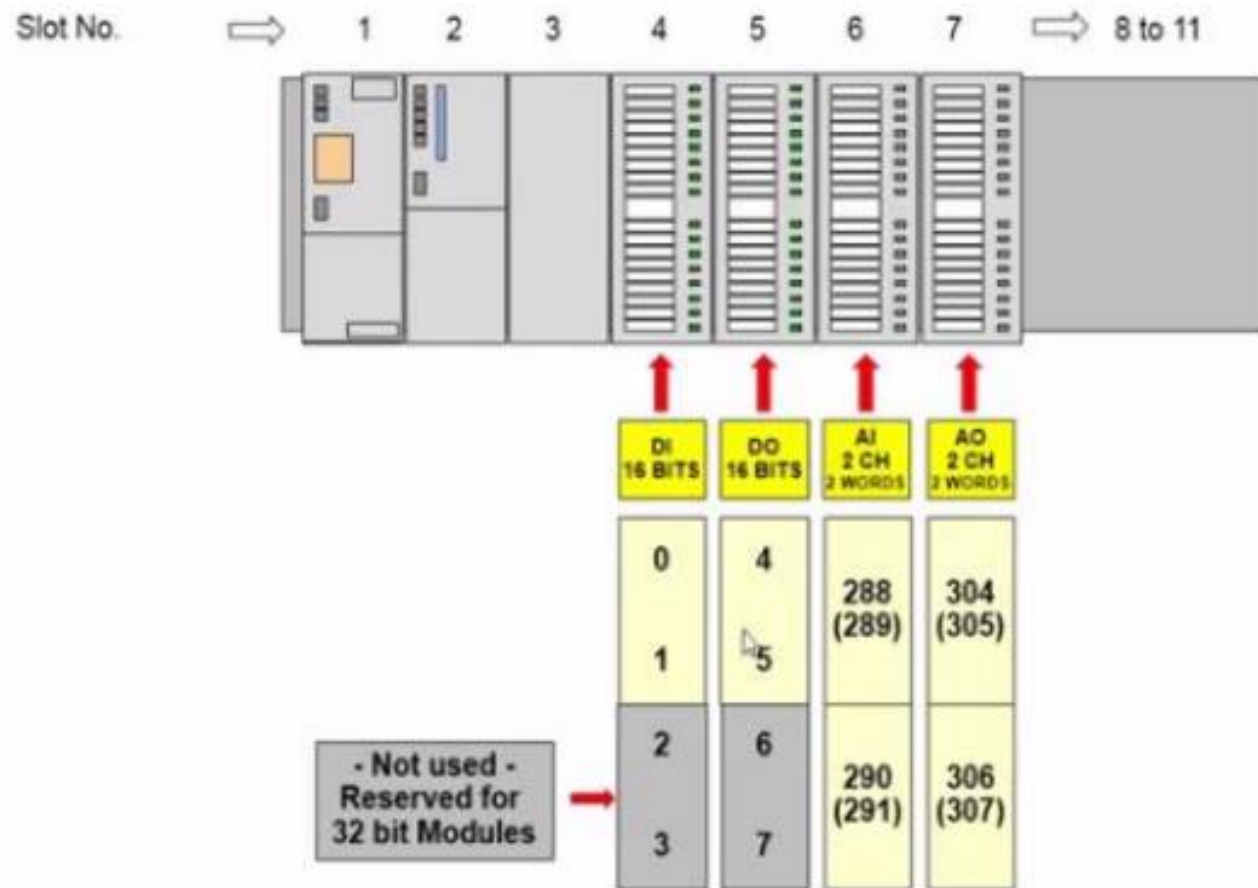 Slot No. 1 2 3 4 5 6 7 8 to 11
DI
16 BITS
DO
16 BITS
AI
2 CH
2 WORDS
AO
2 CH
2 WORDS
0
1
2
3
4
5
6
7
288
(289)
290
(291)
304
(305)
306
(307)
- Not used -
Reserved for
32 bit Modules